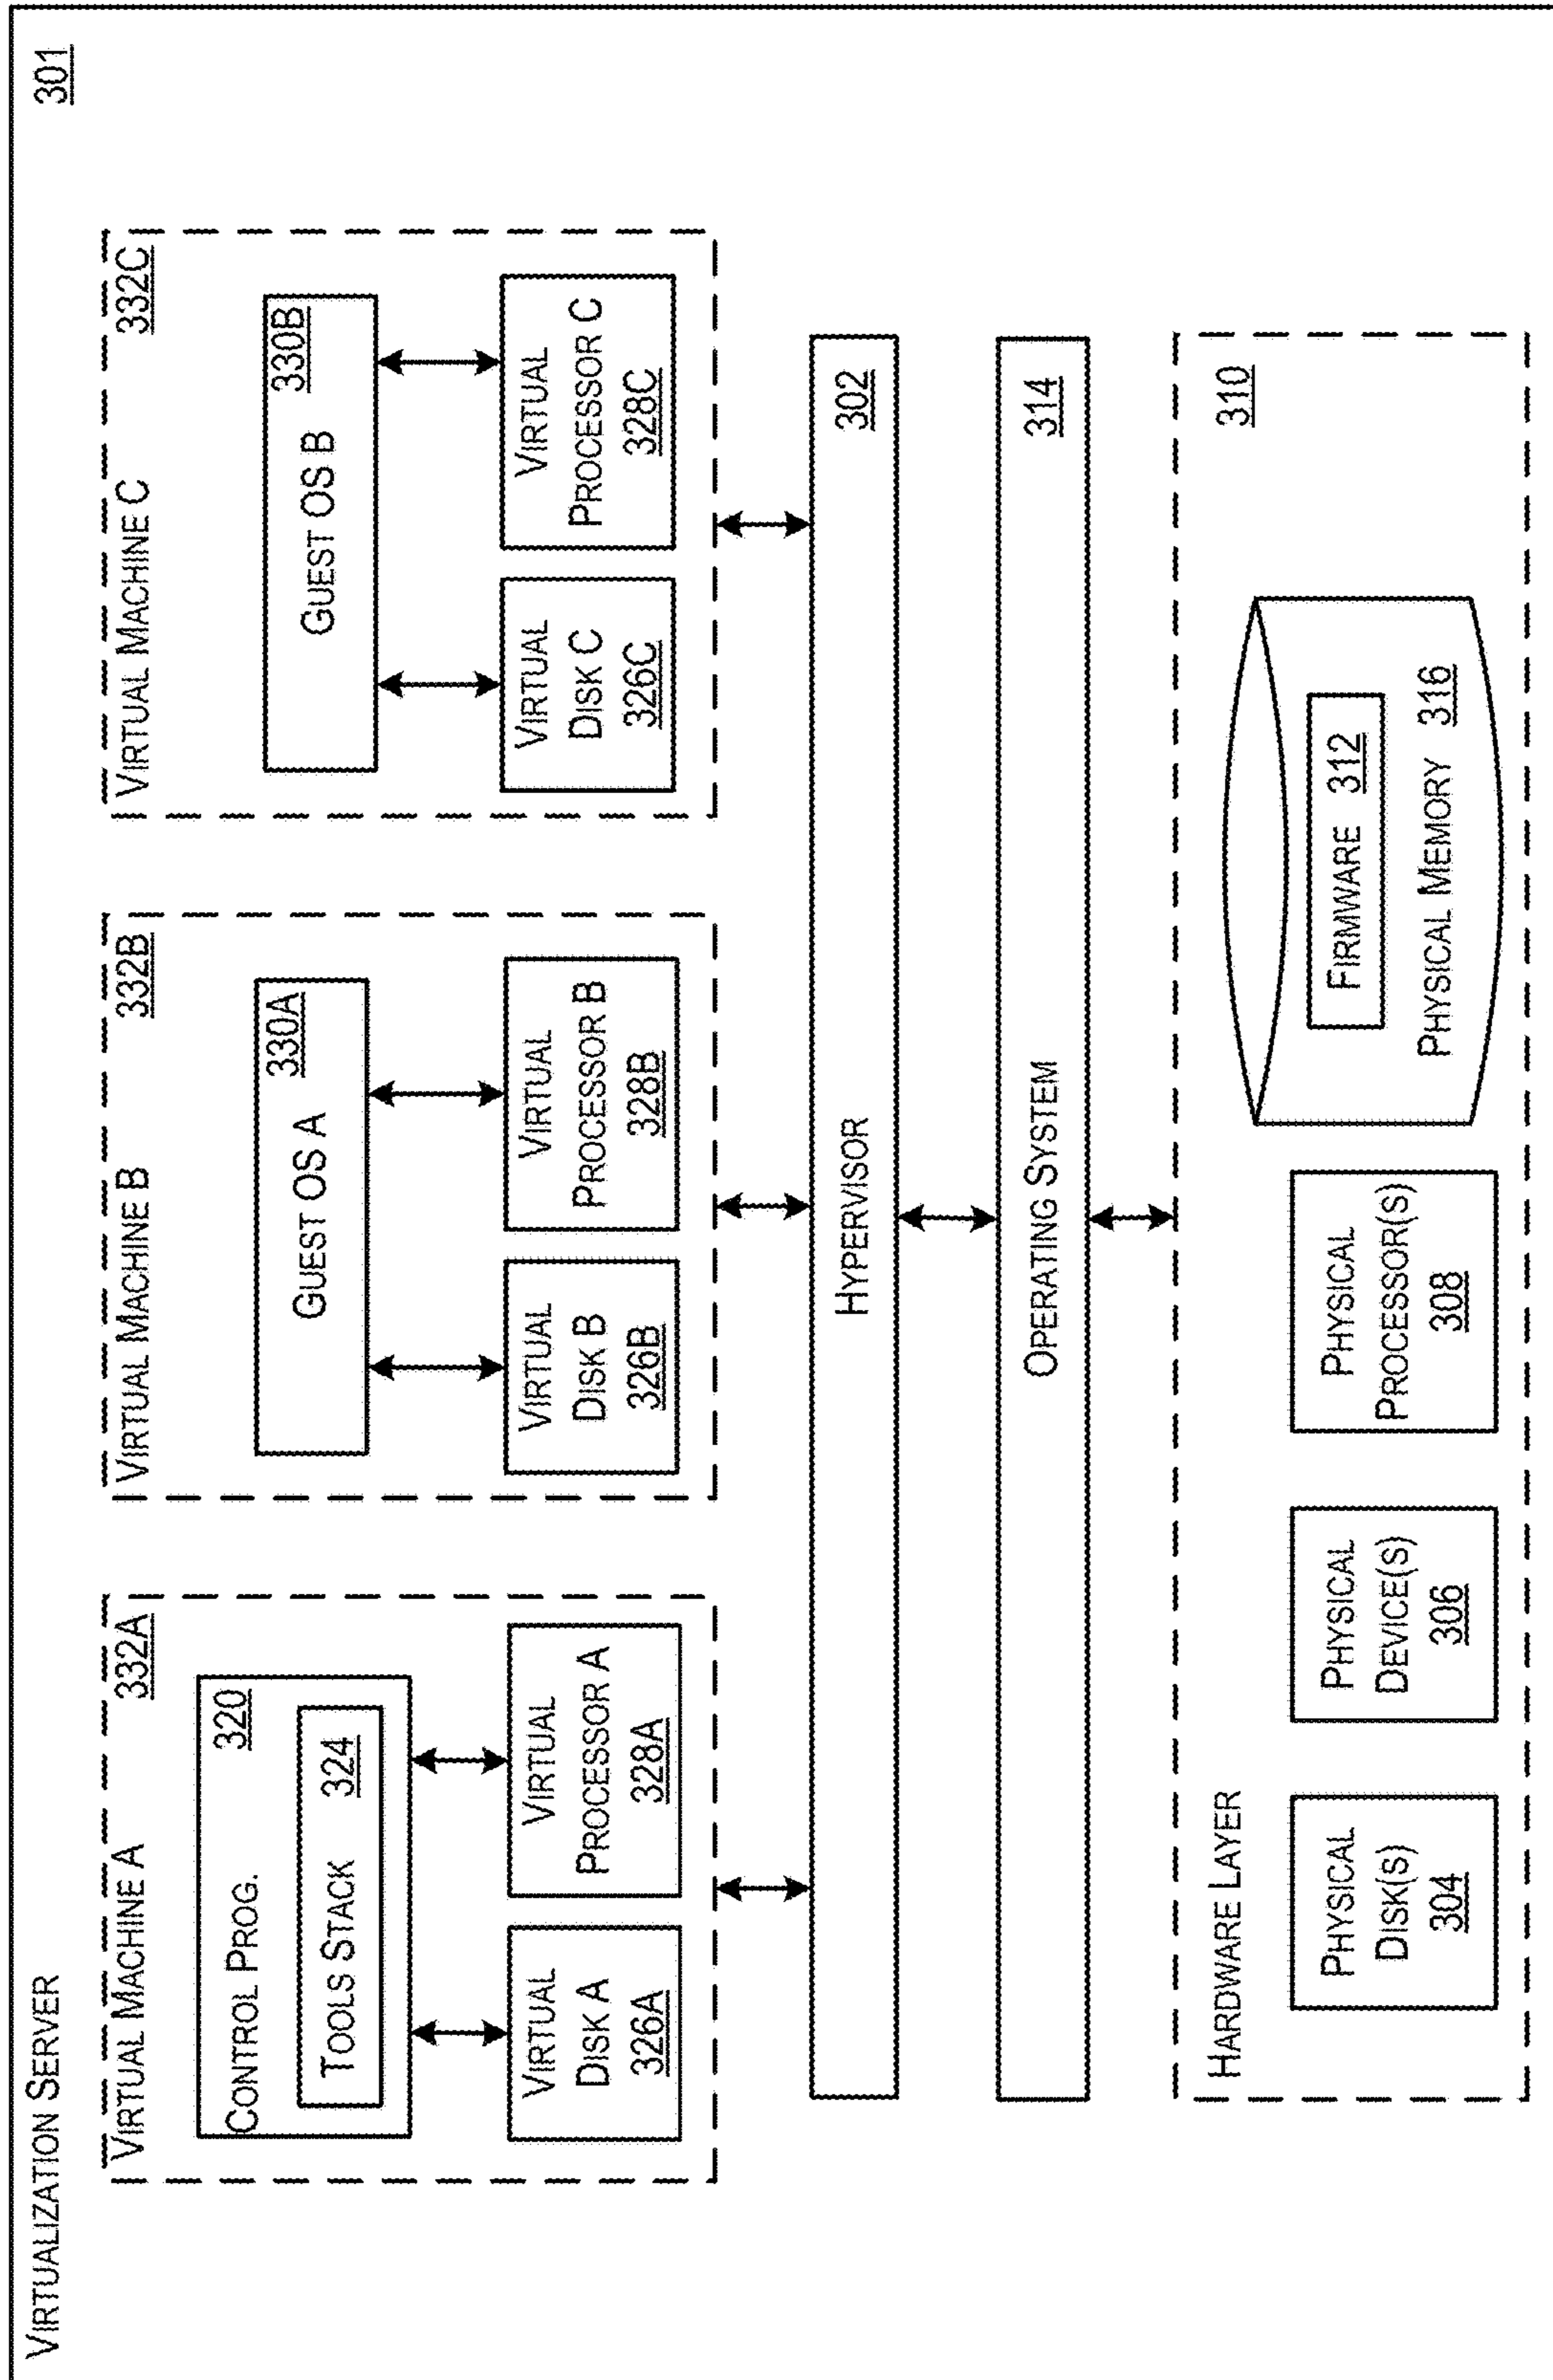 VIRTUALIZATION SERVER
301
VIRTUAL MACHINE A
332A
CONTROL PROG.
320
TOOLS STACK
324
VIRTUAL
DISK A
326A
VIRTUAL
PROCESSOR A
328A
VIRTUAL MACHINE B
332B
GUEST OS A
330A
VIRTUAL
DISK B
326B
VIRTUAL
PROCESSOR B
328B
VIRTUAL MACHINE C
332C
GUEST OS B
330B
VIRTUAL
DISK C
326C
VIRTUAL
PROCESSOR C
328C
HYPERVISOR
302
OPERATING SYSTEM
314
HARDWARE LAYER
310
PHYSICAL
DISK(S)
304
PHYSICAL
DEVICE(S)
306
PHYSICAL
PROCESSOR(S)
308
FIRMWARE 312
PHYSICAL MEMORY 316